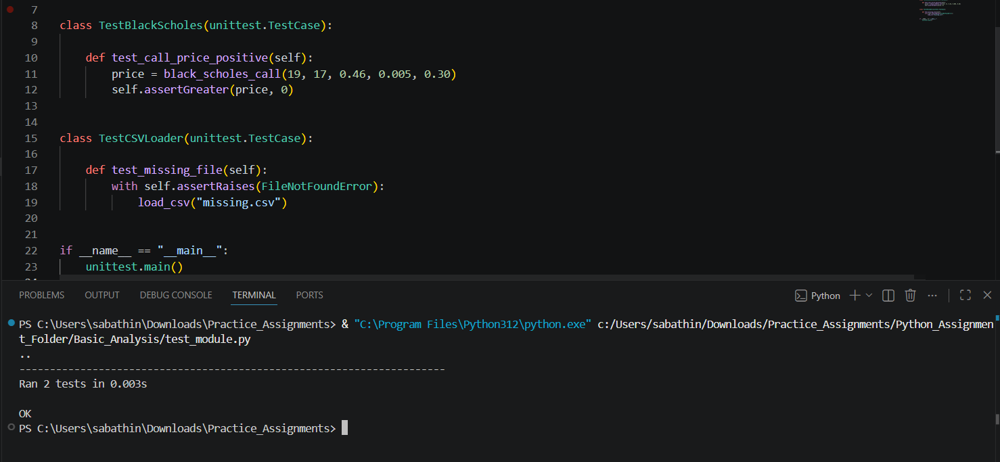 7
8 class TestBlackScholes(unittest.TestCase):
9
10     def test_call_price_positive(self):
11         price = black_scholes_call(19, 17, 0.46, 0.005, 0.30)
12         self.assertGreater(price, 0)
13
14
15 class TestCSVLoader(unittest.TestCase):
16
17     def test_missing_file(self):
18         with self.assertRaises(FileNotFoundError):
19             load_csv("missing.csv")
20
21
22 if __name__ == "__main__":
23     unittest.main()
PROBLEMS OUTPUT DEBUG CONSOLE TERMINAL PORTS Python
PS C:\Users\sabathin\Downloads\Practice_Assignments> & "C:\Program Files\Python312\python.exe" c:/Users/sabathin/Downloads/Practice_Assignments/Python_Assignmen
t_Folder/Basic_Analysis/test_module.py
..
----------------------------------------------------------------------
Ran 2 tests in 0.003s
OK
PS C:\Users\sabathin\Downloads\Practice_Assignments>